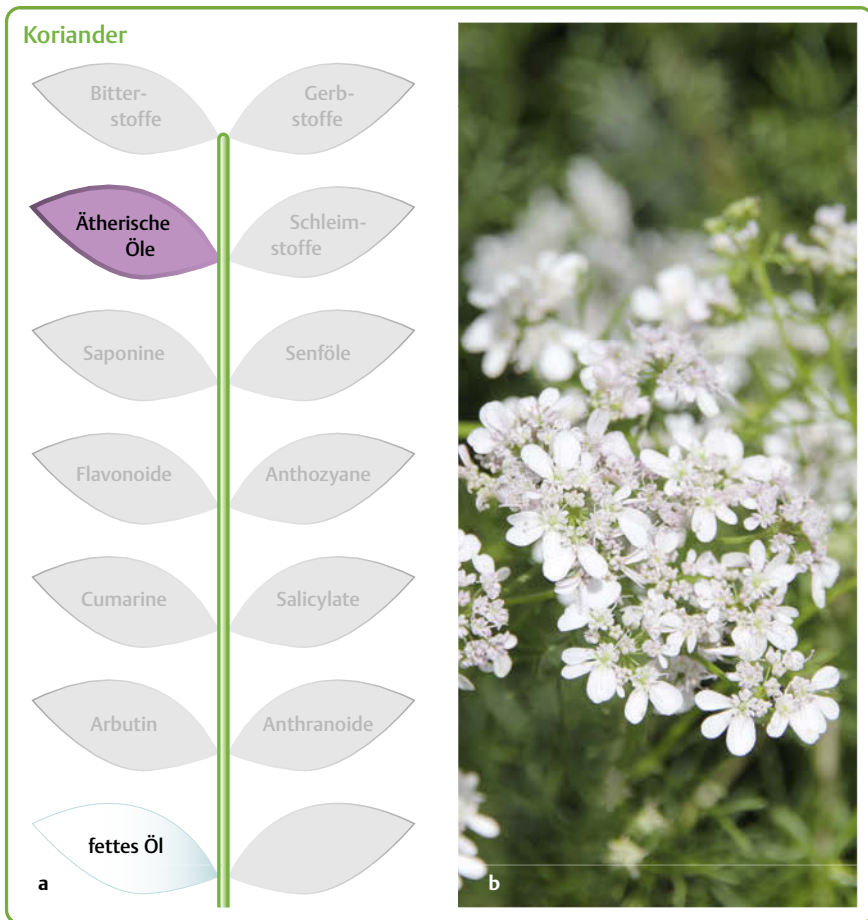 Koriander
Bitter-
stoffe
Gerb-
stoffe
Ätherische
Öle
Schleim-
stoffe
Saponine
Senföle
Flavonoide
Anthozyane
Cumarine
Salicylate
Arbutin
Anthranoide
fettes Öl
a
b